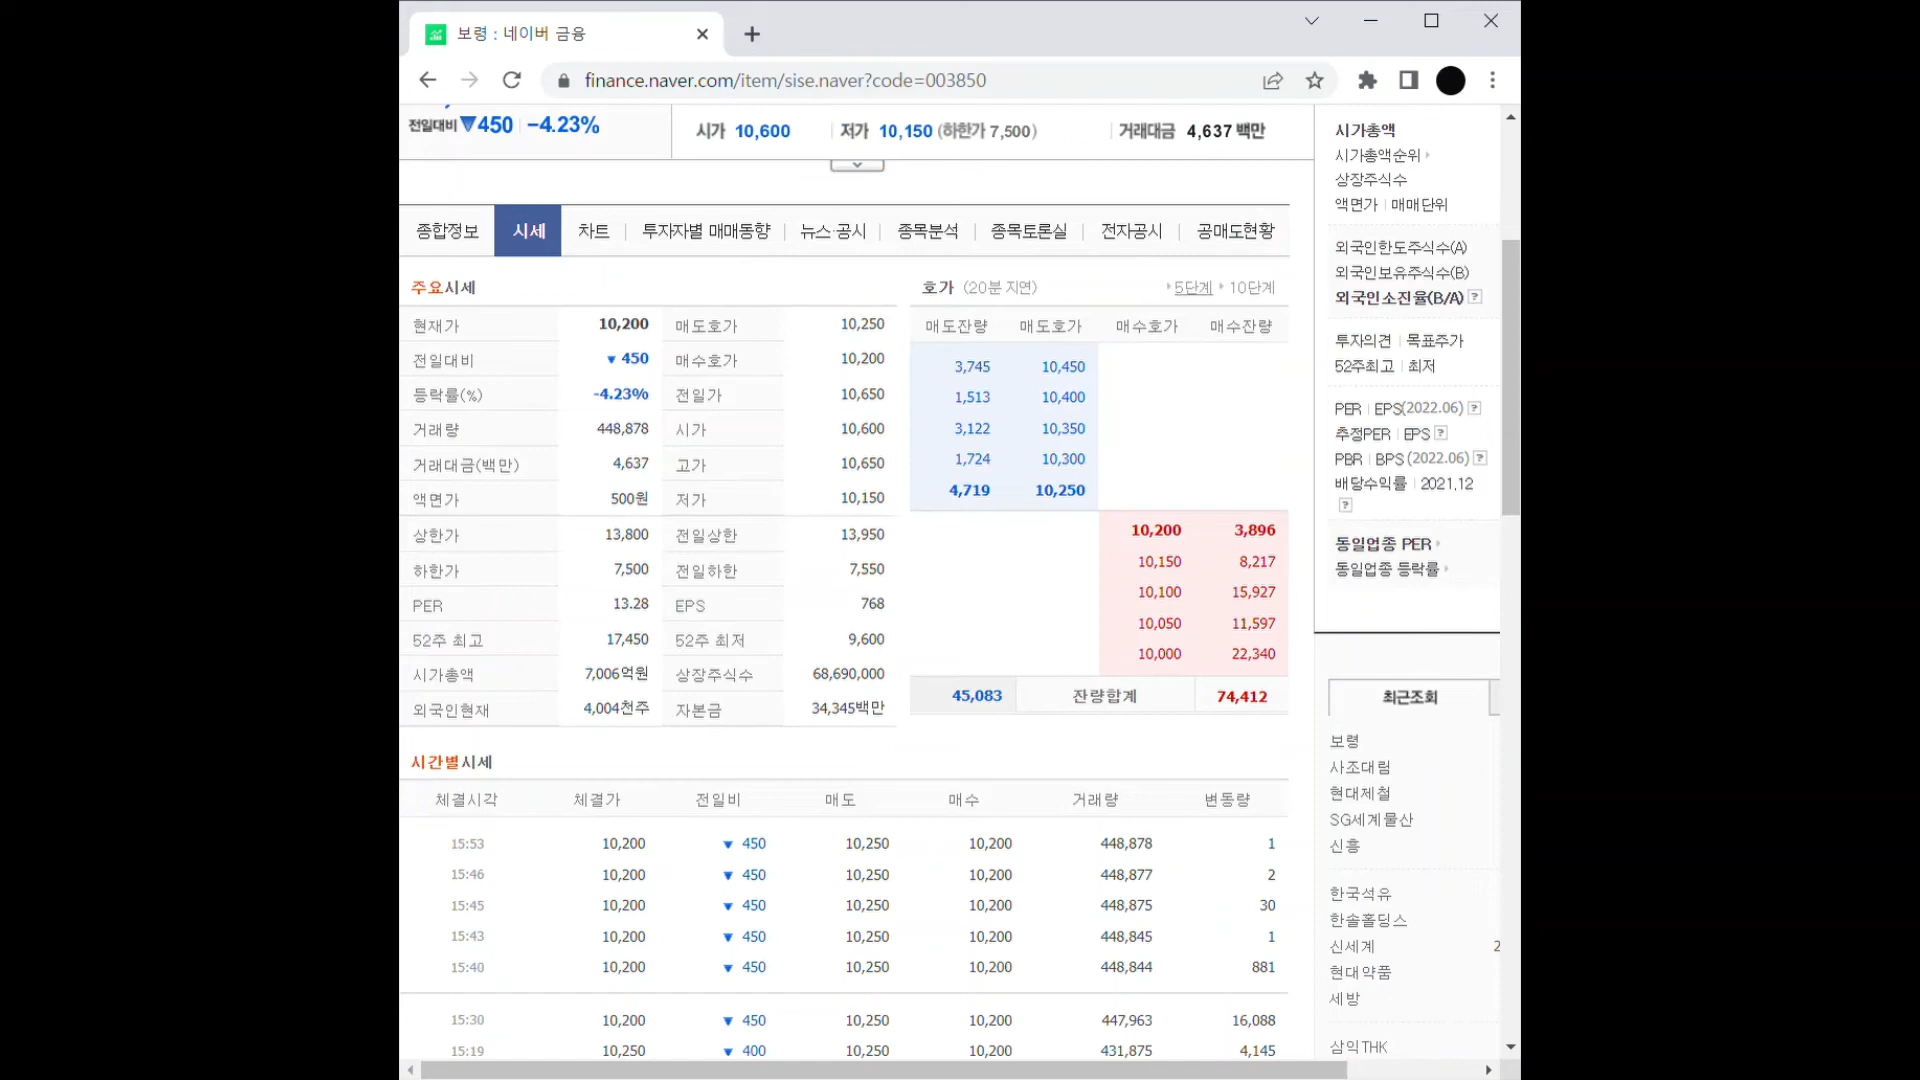 보령 : 네이버 금융
finance.naver.com/item/sise.naver?code=003850
전일대비 ▼450 -4.23%
시가 10,600 저가 10,150 (하한가 7,500) 거래대금 4,637 백만
종합정보 시세 차트 투자자별 매매동향 뉴스·공시 종목분석 종목토론실 전자공시 공매도현황
주요시세
현재가 10,200 매도호가 10,250
전일대비 ▼ 450 매수호가 10,200
등락률(%) -4.23% 전일가 10,650
거래량 448,878 시가 10,600
거래대금(백만) 4,637 고가 10,650
액면가 500원 저가 10,150
상한가 13,800 전일상한 13,950
하한가 7,500 전일하한 7,550
PER 13.28 EPS 768
52주 최고 17,450 52주 최저 9,600
시가총액 7,006억원 상장주식수 68,690,000
외국인현재 4,004천주 자본금 34,345백만
호가 (20분 지연) 5단계 10단계
매도잔량 매도호가 매수호가 매수잔량
3,745 10,450
1,513 10,400
3,122 10,350
1,724 10,300
4,719 10,250
10,200 3,896
10,150 8,217
10,100 15,927
10,050 11,597
10,000 22,340
45,083 잔량합계 74,412
시간별시세
체결시각 체결가 전일비 매도 매수 거래량 변동량
15:53 10,200 ▼ 450 10,250 10,200 448,878 1
15:46 10,200 ▼ 450 10,250 10,200 448,877 2
15:45 10,200 ▼ 450 10,250 10,200 448,875 30
15:43 10,200 ▼ 450 10,250 10,200 448,845 1
15:40 10,200 ▼ 450 10,250 10,200 448,844 881
15:30 10,200 ▼ 450 10,250 10,200 447,963 16,088
15:19 10,250 ▼ 400 10,250 10,200 431,875 4,145
시가총액
시가총액순위
상장주식수
액면가 | 매매단위
외국인한도주식수(A)
외국인보유주식수(B)
외국인소진율(B/A) ?
투자의견 | 목표주가
52주최고 | 최저
PER | EPS(2022.06) ?
추정PER | EPS ?
PBR | BPS (2022.06) ?
배당수익률 | 2021.12
?
동일업종 PER
동일업종 등락률
최근조회
보령
사조대림
현대제철
SG세계물산
신흥
한국석유
한솔홀딩스
신세계 2
현대약품
세방
삼익THK